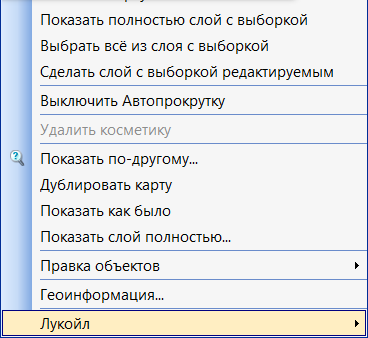 Показать полностью слой с выборкой
Выбрать всё из слоя с выборкой
Сделать слой с выборкой редактируемым
Выключить Автопрокрутку
Удалить косметику
Показать по-другому...
Дублировать карту
Показать как было
Показать слой полностью...
Правка объектов
Геоинформация...
Лукойл